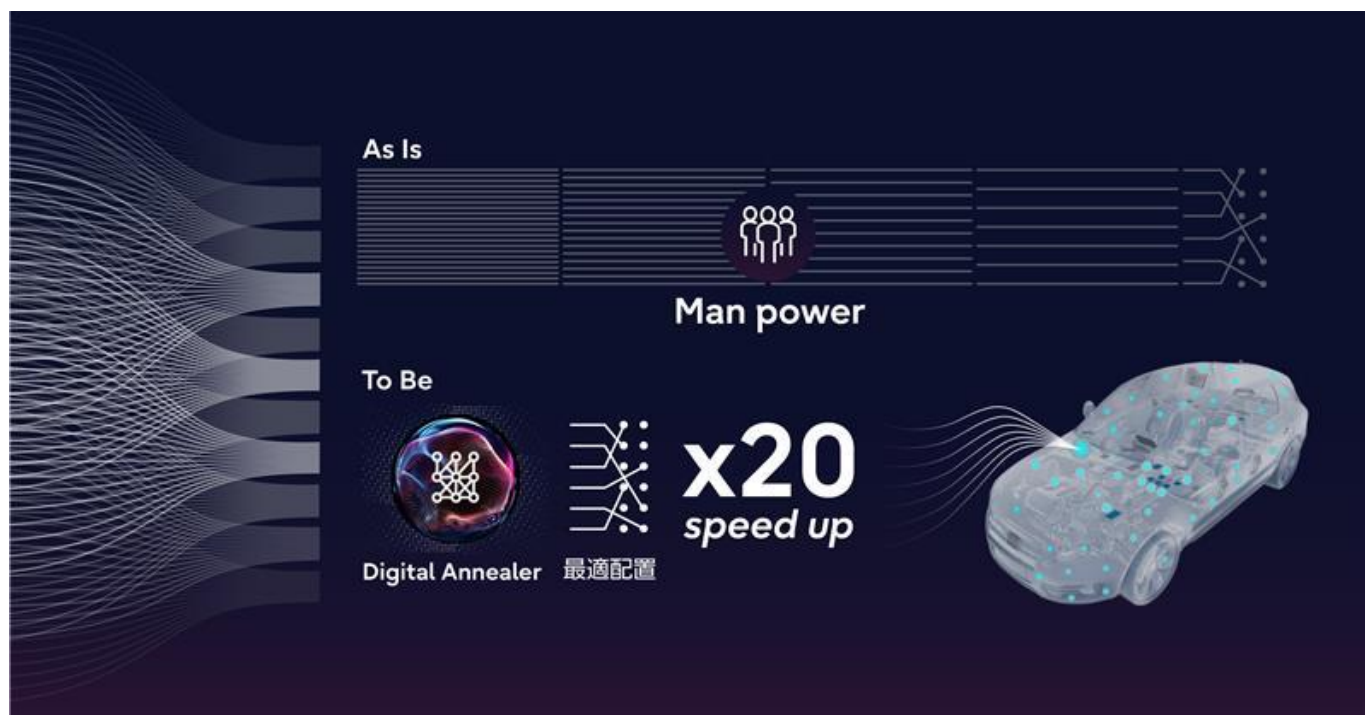 As Is
Man power
To Be
x20
speed up
Digital Annealer
最適配置